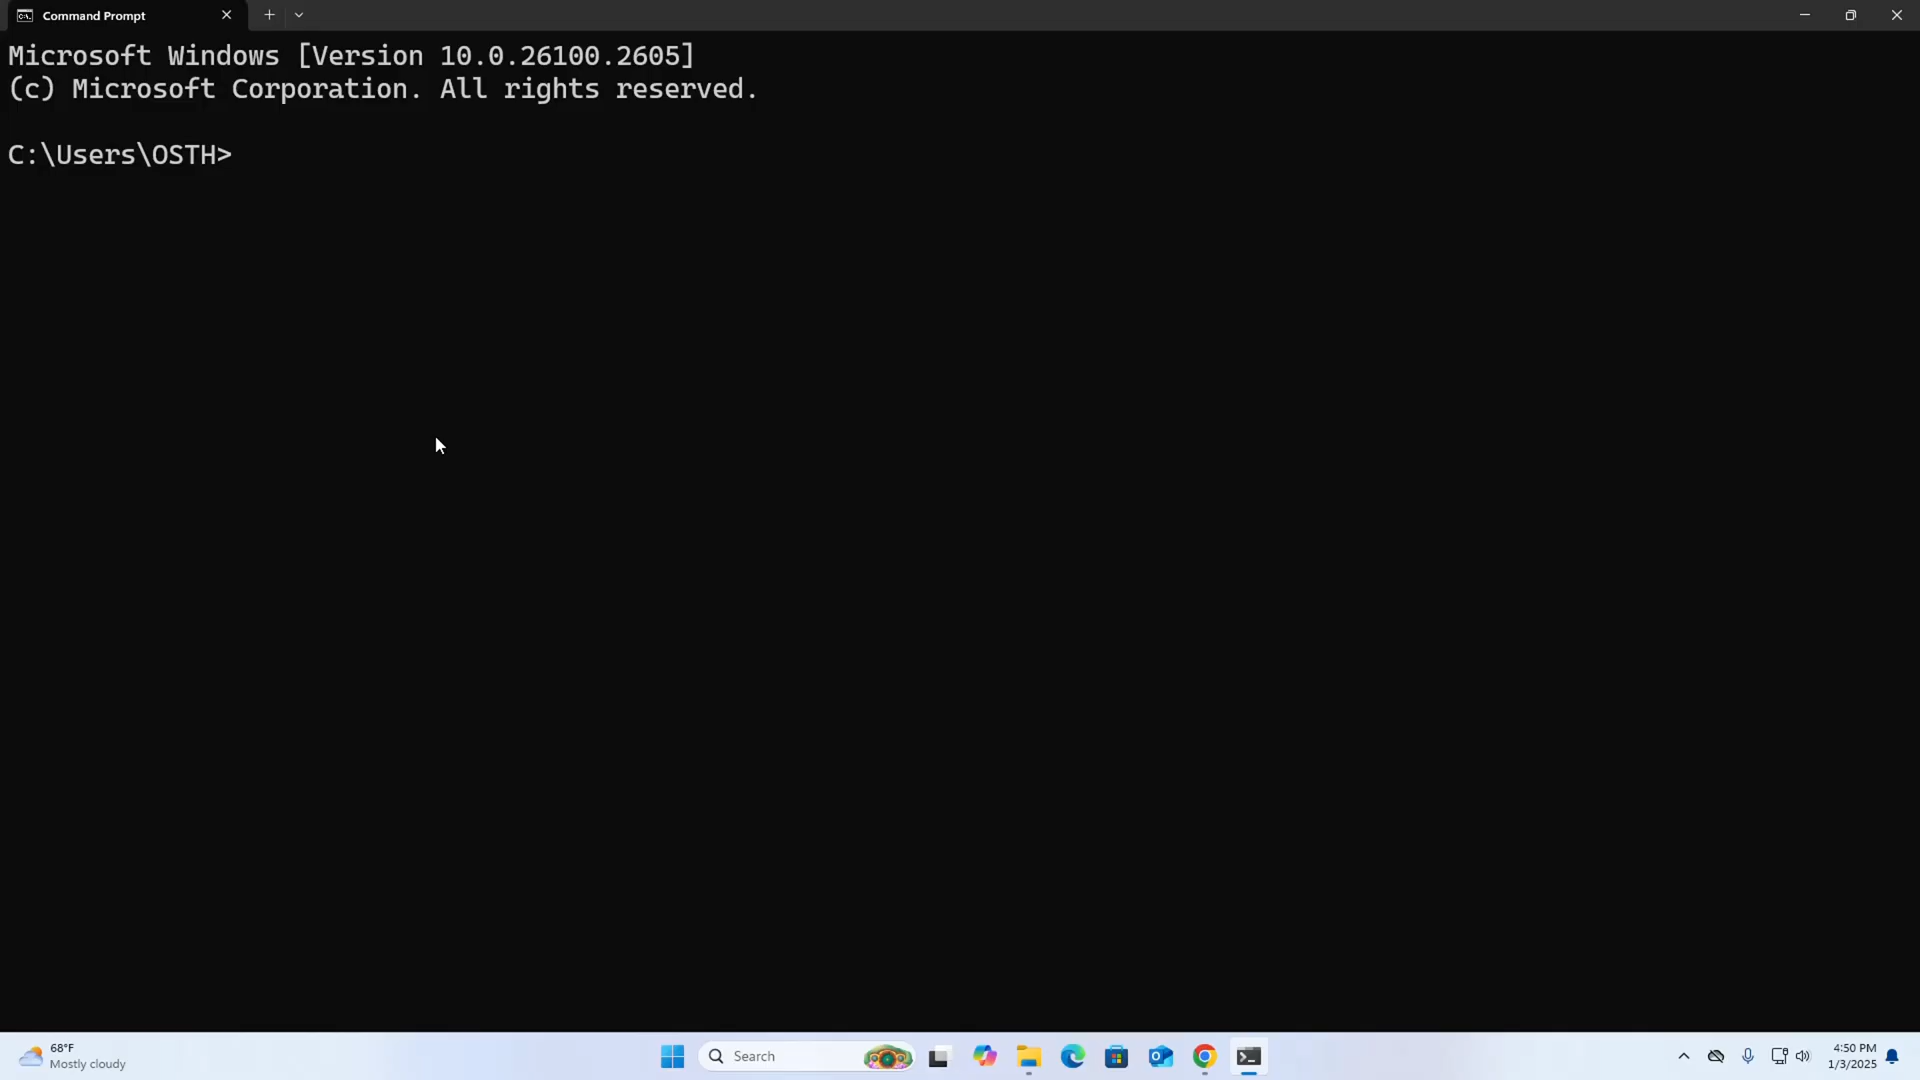 Command Prompt
Microsoft Windows [Version 10.0.26100.2605]
(c) Microsoft Corporation. All rights reserved.
C:\Users\OSTH>
68°F
Mostly cloudy
Search
4:50 PM
1/3/2025